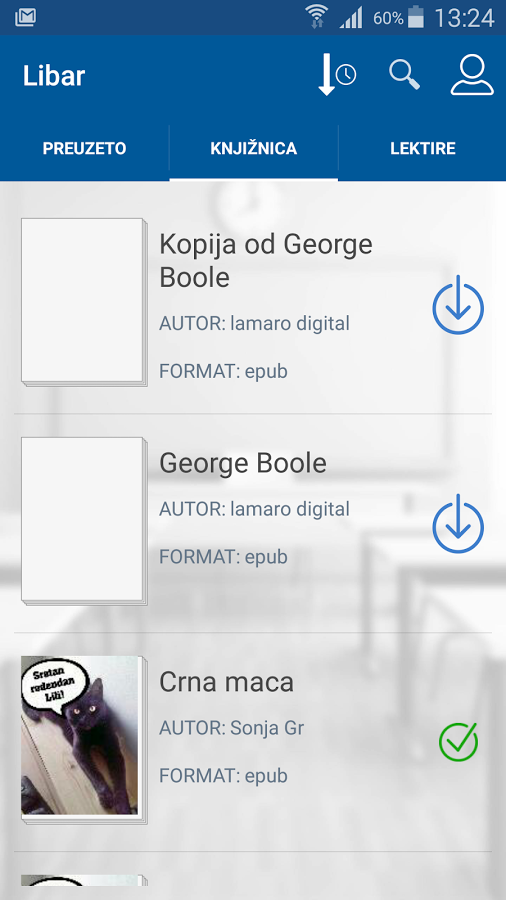 60% 13:24
Libar
PREUZETO KNJIŽNICA LEKTIRE
Kopija od George
Boole
AUTOR: lamaro digital
FORMAT: epub
George Boole
AUTOR: lamaro digital
FORMAT: epub
Sretan
rođendan
Lili!
Crna maca
AUTOR: Sonja Gr
FORMAT: epub